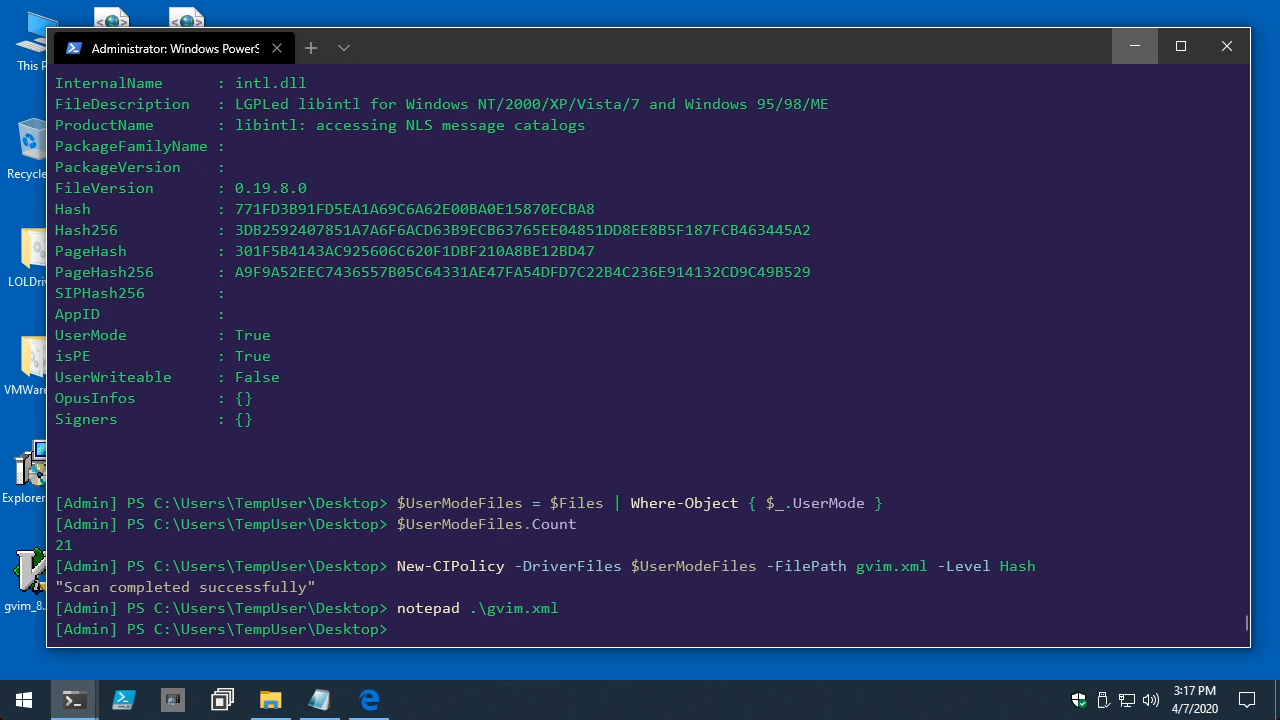 This P
Recycle
LOLDriv
VMWare
Explorer
gvim_8.
Administrator: Windows PowerS
InternalName : intl.dll
FileDescription : LGPLed libintl for Windows NT/2000/XP/Vista/7 and Windows 95/98/ME
ProductName : libintl: accessing NLS message catalogs
PackageFamilyName :
PackageVersion :
FileVersion : 0.19.8.0
Hash : 771FD3B91FD5EA1A69C6A62E00BA0E15870ECBA8
Hash256 : 3DB2592407851A7A6F6ACD63B9ECB63765EE04851DD8EE8B5F187FCB463445A2
PageHash : 301F5B4143AC925606C620F1DBF210A8BE12BD47
PageHash256 : A9F9A52EEC7436557B05C64331AE47FA54DFD7C22B4C236E914132CD9C49B529
SIPHash256 :
AppID :
UserMode : True
isPE : True
UserWriteable : False
OpusInfos : {}
Signers : {}
[Admin] PS C:\Users\TempUser\Desktop> $UserModeFiles = $Files | Where-Object { $_.UserMode }
[Admin] PS C:\Users\TempUser\Desktop> $UserModeFiles.Count
21
[Admin] PS C:\Users\TempUser\Desktop> New-CIPolicy -DriverFiles $UserModeFiles -FilePath gvim.xml -Level Hash
"Scan completed successfully"
[Admin] PS C:\Users\TempUser\Desktop> notepad .\gvim.xml
[Admin] PS C:\Users\TempUser\Desktop>
3:17 PM
4/7/2020